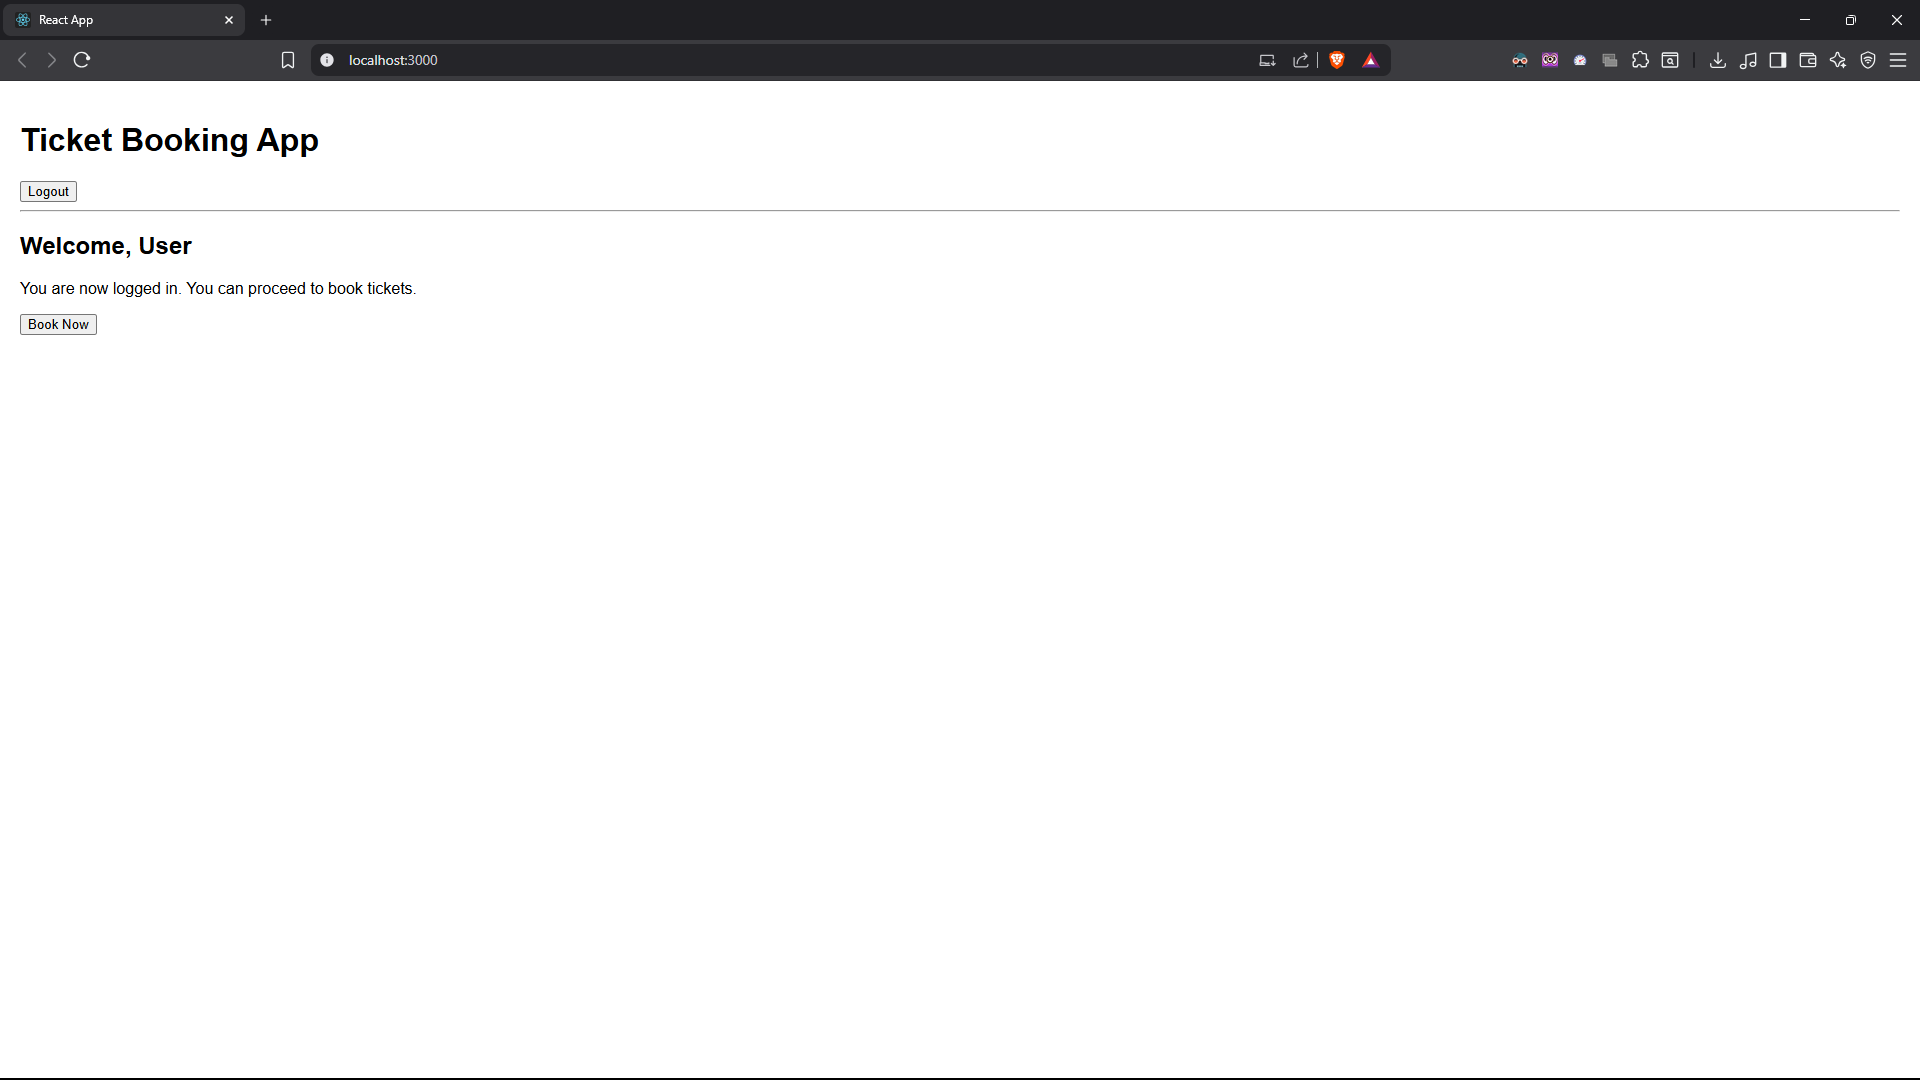 React App
localhost:3000
Ticket Booking App
Logout
Welcome, User
You are now logged in. You can proceed to book tickets.
Book Now